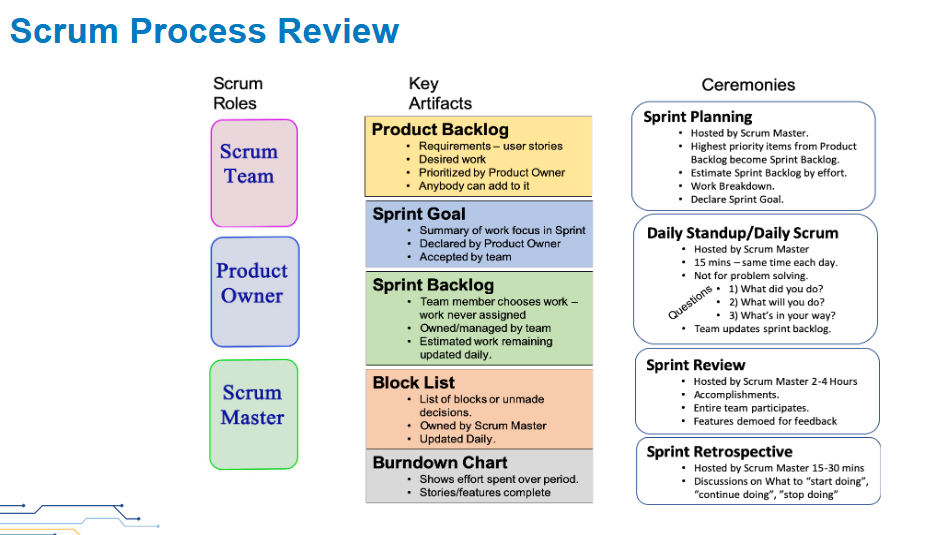 Scrum Process Review
Scrum
Roles
Scrum
Team
Product
Owner
Scrum
Master
Key
Artifacts
Product Backlog
• Requirements – user stories
• Desired work
• Prioritized by Product Owner
• Anybody can add to it
Sprint Goal
• Summary of work focus in Sprint
• Declared by Product Owner
• Accepted by team
Sprint Backlog
• Team member chooses work –
work never assigned
• Owned/managed by team
• Estimated work remaining
updated daily.
Block List
• List of blocks or unmade
decisions.
• Owned by Scrum Master
• Updated Daily.
Burndown Chart
• Shows effort spent over period.
• Stories/features complete
Ceremonies
Sprint Planning
• Hosted by Scrum Master.
• Highest priority items from Product
Backlog become Sprint Backlog.
• Estimate Sprint Backlog by effort.
• Work Breakdown.
• Declare Sprint Goal.
Daily Standup/Daily Scrum
• Hosted by Scrum Master
• 15 mins – same time each day.
• Not for problem solving.
Questions
• 1) What did you do?
• 2) What will you do?
• 3) What's in your way?
• Team updates sprint backlog.
Sprint Review
• Hosted by Scrum Master 2-4 Hours
• Accomplishments.
• Entire team participates.
• Features demoed for feedback
Sprint Retrospective
• Hosted by Scrum Master 15-30 mins
• Discussions on What to “start doing”,
“continue doing”, ”stop doing”